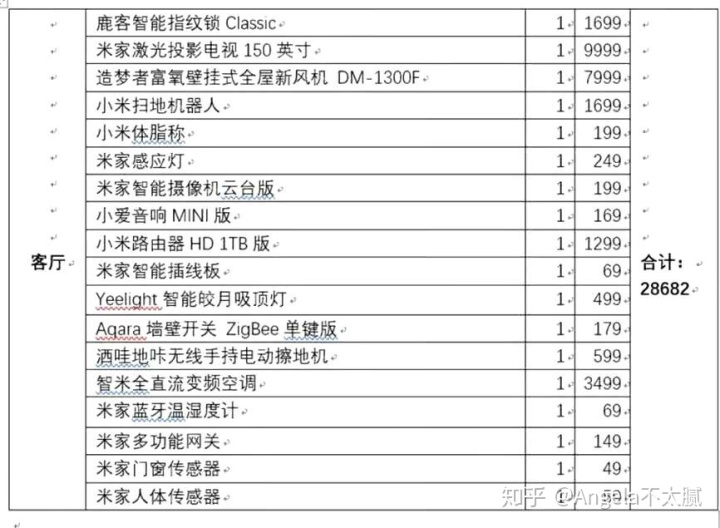 鹿客智能指纹锁 Classic 1 1699
米家激光投影电视 150 英寸 1 9999
造梦者富氧壁挂式全屋新风机 DM-1300F 1 7999
小米扫地机器人 1 1699
小米体脂称 1 199
米家感应灯 1 249
米家智能摄像机云台版 1 199
小爱音响 MINI 版 1 169
小米路由器 HD 1TB 版 1 1299
客厅
米家智能插线板 1 69
合计：
28682
Yeelight 智能皎月吸顶灯 1 499
Aqara 墙壁开关 ZigBee 单键版 1 179
洒哇地咔无线手持电动擦地机 1 599
智米全直流变频空调 1 3499
米家蓝牙温湿度计 1 69
米家多功能网关 1 149
米家门窗传感器 1 49
米家人体传感器 1
知乎 @Angela不太腻